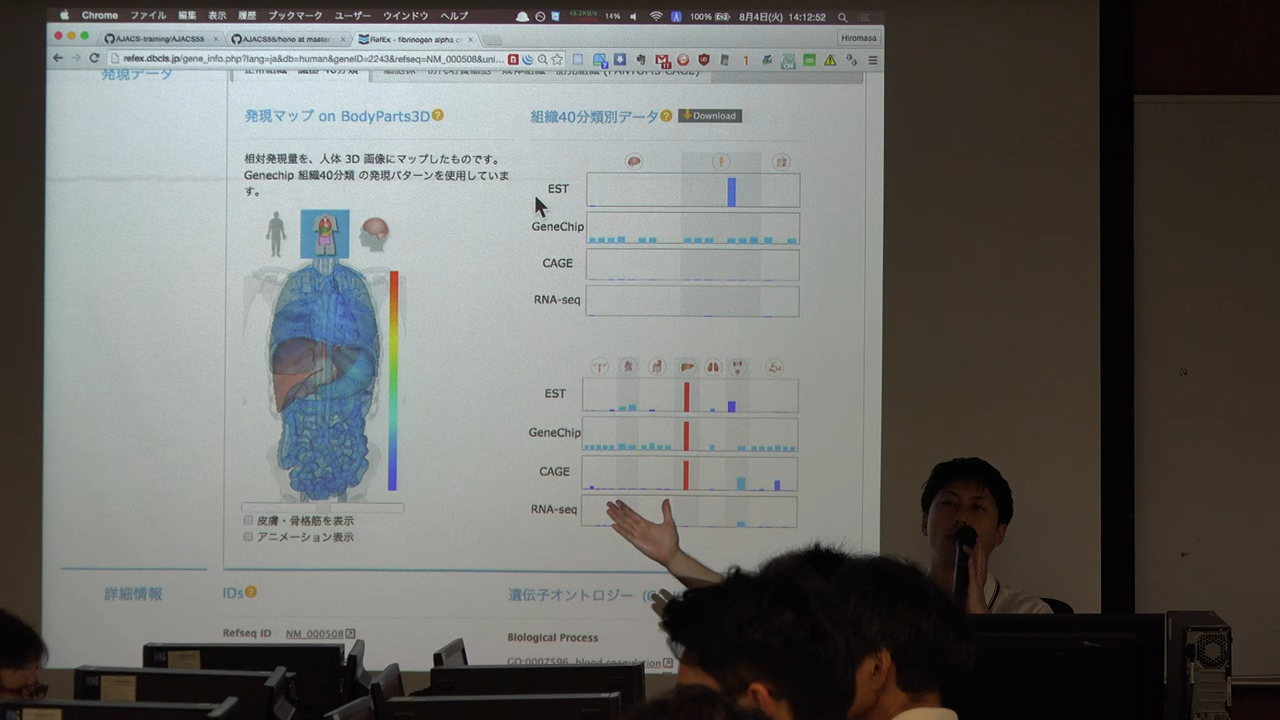 Chrome ファイル 編集 表示 履歴 ブックマーク ユーザー ウインドウ ヘルプ 14% 100% 8月4日(火) 14:12:52
AJACS-training/AJACS55 AJACS55/hono at master RefEx - fibrinogen alpha c Hiromasa
refex.dbcls.jp/gene_info.php?lang=ja&db=human&geneID=2243&refseq=NM_000508&uni...
発現データ
発現マップ on BodyParts3D
組織40分類別データ Download
相対発現量を、人体 3D 画像にマップしたものです。
Genechip 組織40分類 の発現パターンを使用していま
す。
EST
GeneChip
CAGE
RNA-seq
EST
GeneChip
CAGE
RNA-seq
皮膚・骨格筋を表示
アニメーション表示
詳細情報
IDs
遺伝子オントロジー
Refseq ID NM_000508
Biological Process
GO:0007596 blood coagulation